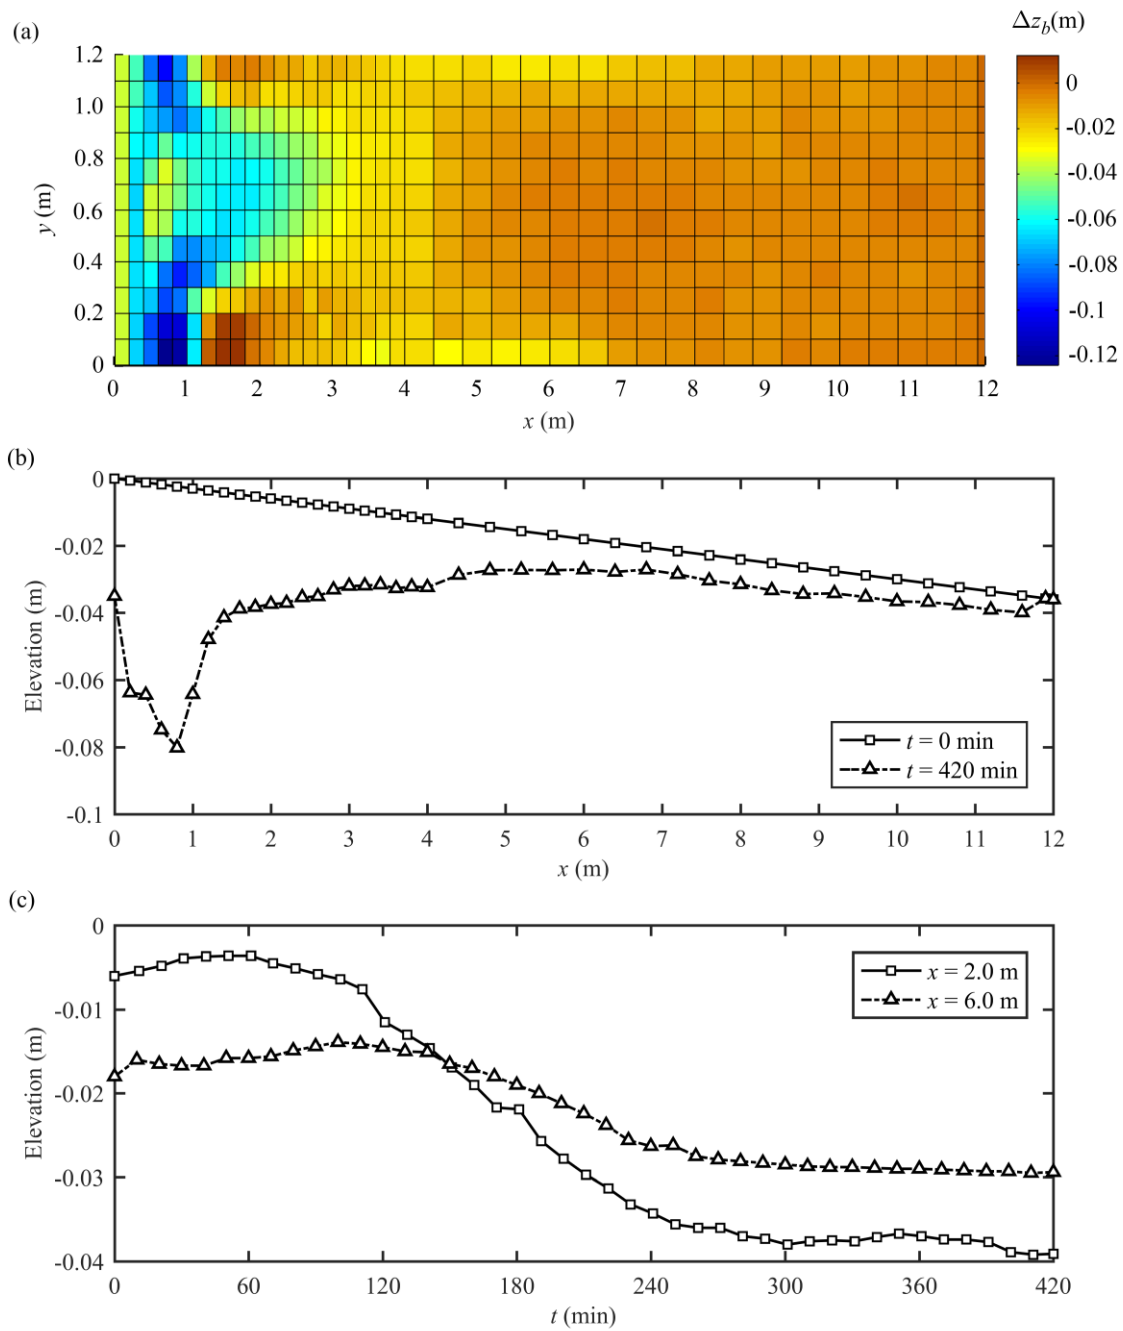 (a)
Δz_b(m)
1.2
1.0
0.8
0.6
0.4
0.2
0
y (m)
0 1 2 3 4 5 6 7 8 9 10 11 12
x (m)
0
-0.02
-0.04
-0.06
-0.08
-0.1
-0.12
(b)
0
-0.02
-0.04
-0.06
-0.08
-0.1
Elevation (m)
t = 0 min
t = 420 min
0 1 2 3 4 5 6 7 8 9 10 11 12
x (m)
(c)
0
-0.01
-0.02
-0.03
-0.04
Elevation (m)
x = 2.0 m
x = 6.0 m
0 60 120 180 240 300 360 420
t (min)